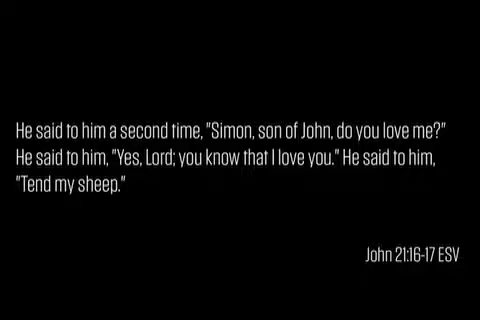 He said to him a second time, "Simon, son of John, do you love me?"
He said to him, "Yes, Lord; you know that I love you." He said to him,
"Tend my sheep."
John 21:16-17 ESV